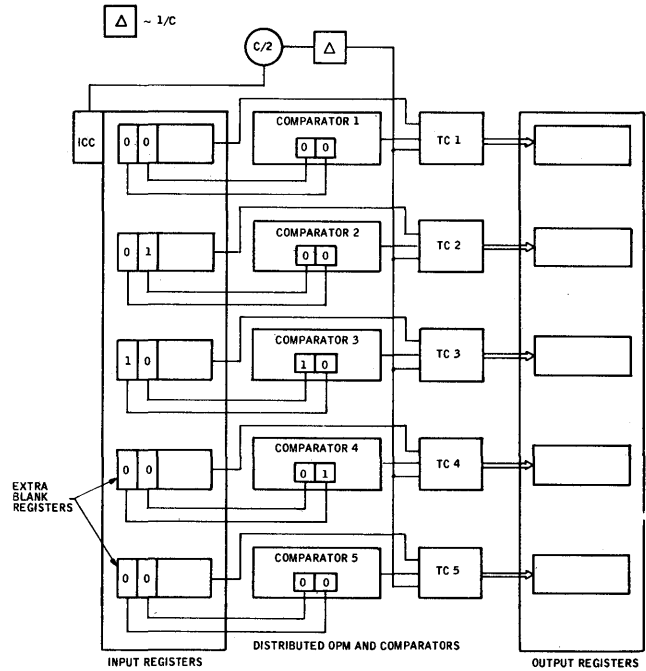 Δ ~ 1/C
C/2 Δ
ICC
0 0
COMPARATOR 1
0 0
TC 1
0 1
COMPARATOR 2
0 0
TC 2
1 0
COMPARATOR 3
1 0
TC 3
0 0
COMPARATOR 4
0 1
TC 4
EXTRA
BLANK
REGISTERS
0 0
COMPARATOR 5
0 0
TC 5
DISTRIBUTED OPM AND COMPARATORS
INPUT REGISTERS
OUTPUT REGISTERS